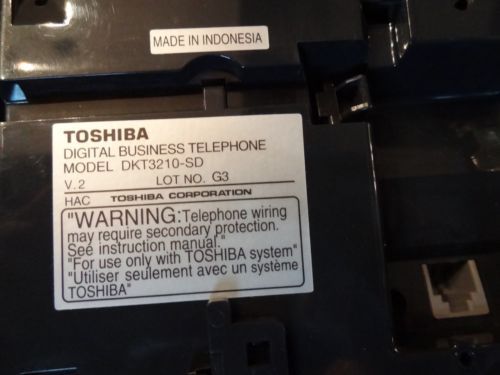 MADE IN INDONESIA
TOSHIBA
DIGITAL BUSINESS TELEPHONE
MODEL DKT3210-SD
V.2 LOT NO. G3
HAC TOSHIBA CORPORATION
"WARNING:Telephone wiring
may require secondary protection.
See instruction manual."
"For use only with TOSHIBA system"
"Utiliser seulement avec un système
TOSHIBA"